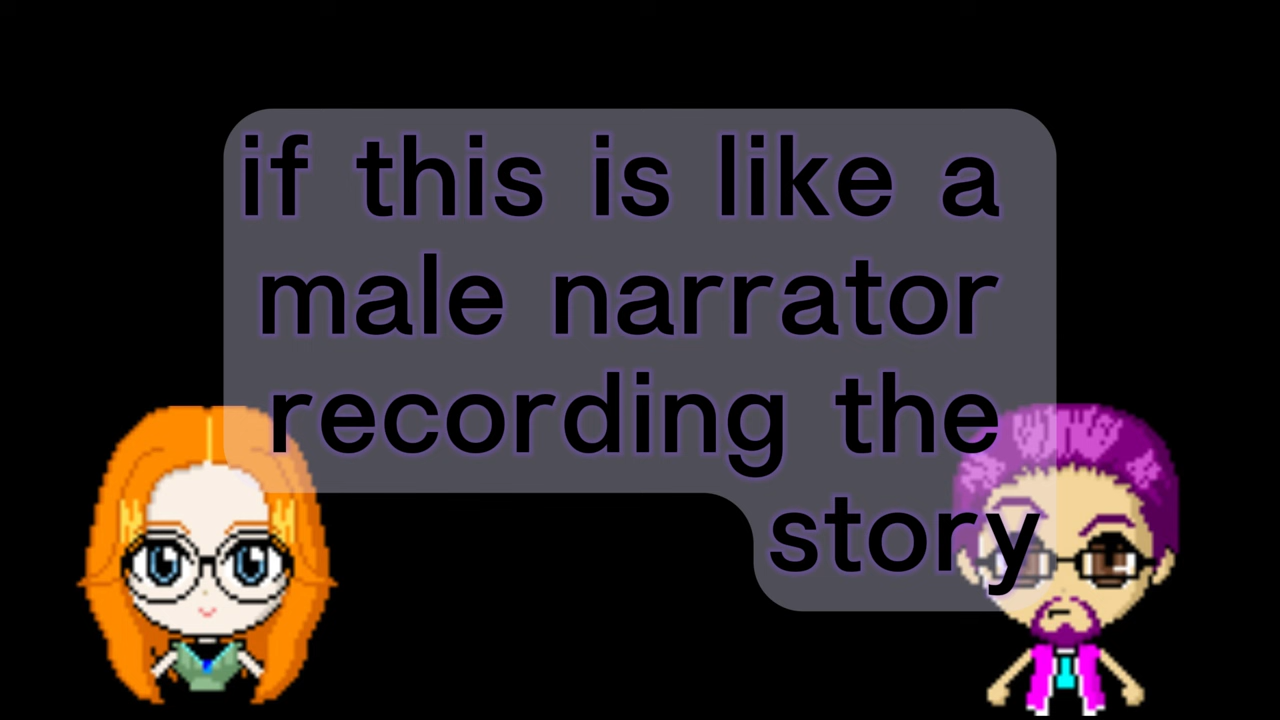 if this is like a
male narrator
recording the
story